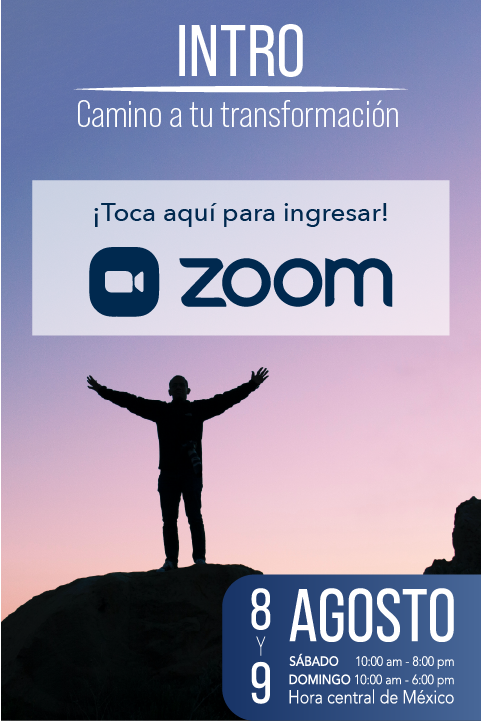 INTRO
Camino a tu transformación
¡Toca aquí para ingresar!
zoom
8 Y 9
AGOSTO
SÁBADO 10:00 am - 8:00 pm
DOMINGO 10:00 am - 6:00 pm
Hora central de México